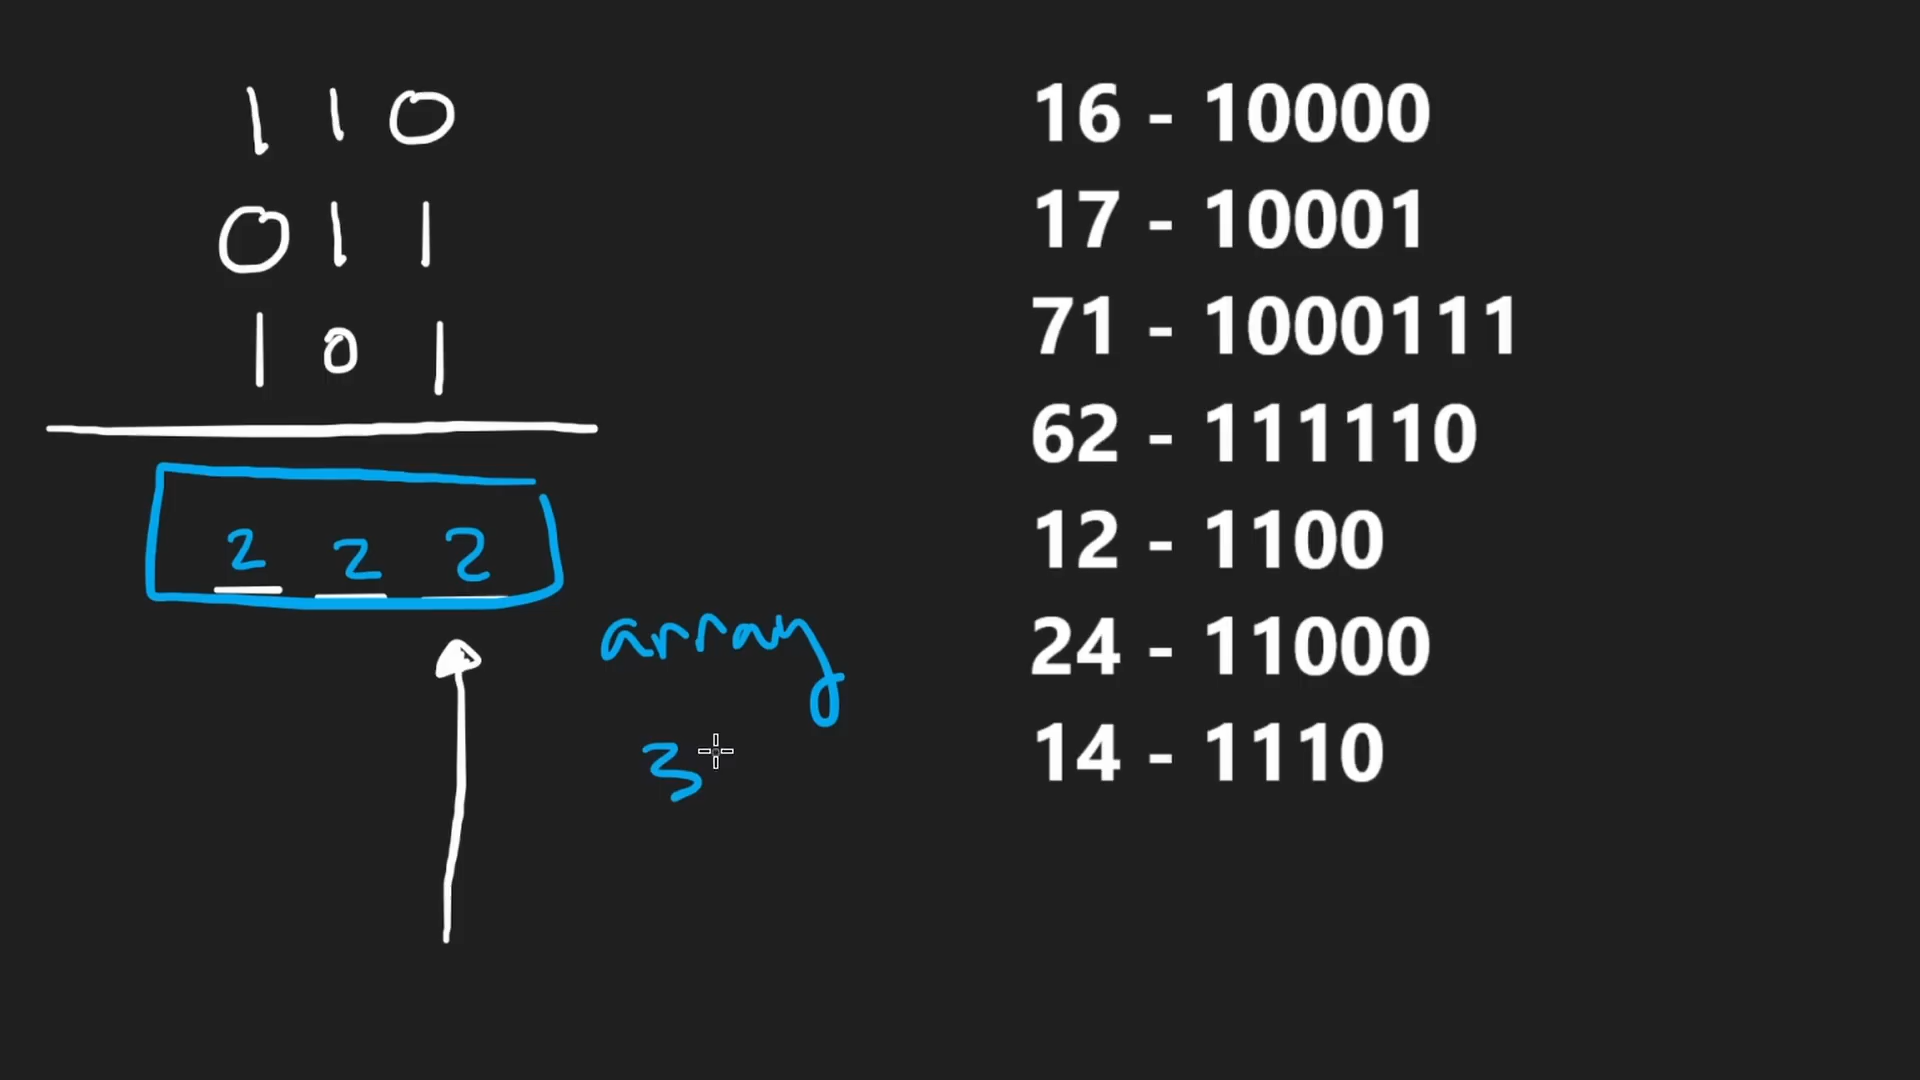 1 1 0
0 1 1
1 0 1
2 2 2
array
3
16 - 10000
17 - 10001
71 - 1000111
62 - 111110
12 - 1100
24 - 11000
14 - 1110